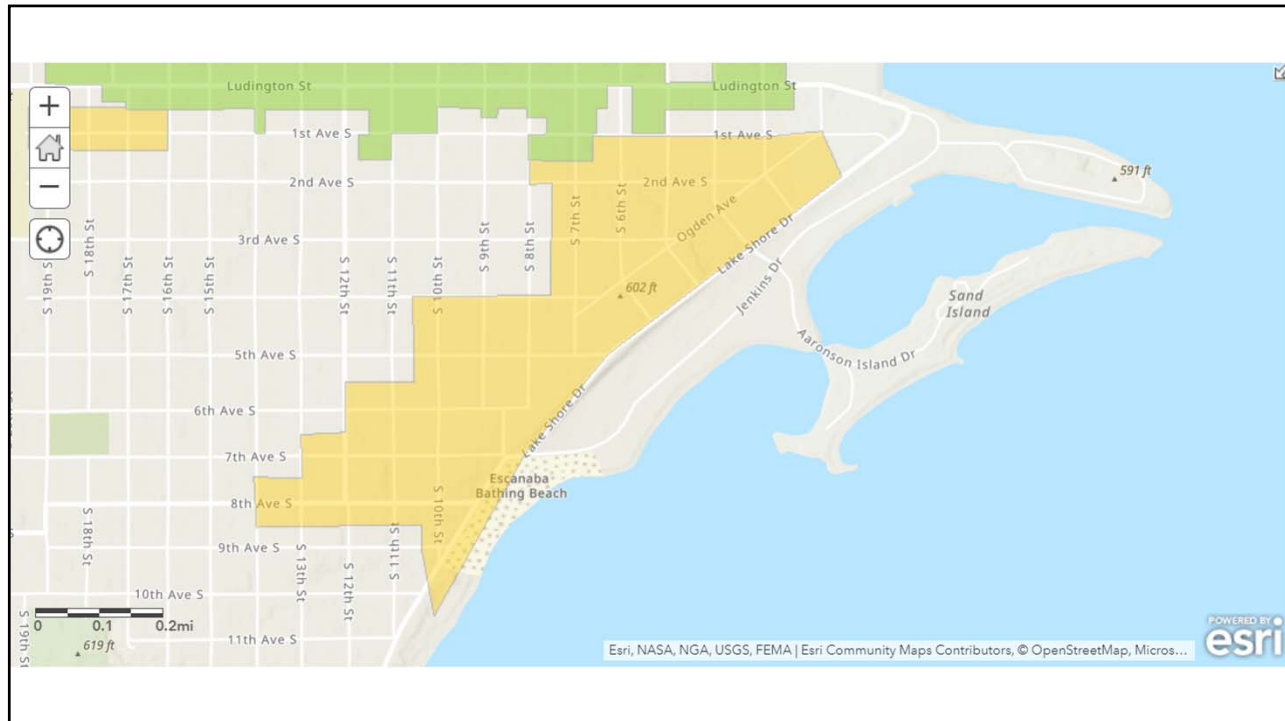 Ludington St
Ludington St
+
−
1st Ave S
1st Ave S
591 ft
2nd Ave S
2nd Ave S
Ogden Ave
S 7th St
S 6th St
3rd Ave S
Lake Shore Dr
S 19th St
S 18th St
S 17th St
S 16th St
S 15th St
S 12th St
S 11th St
S 10th St
S 9th St
S 8th St
602 ft
Jenkins Dr
Sand
Island
Aaronson Island Dr
5th Ave S
6th Ave S
Lake Shore Dr
7th Ave S
Escanaba
Bathing Beach
8th Ave S
S 10th St
S 18th St
9th Ave S
S 13th St
S 12th St
S 11th St
10th Ave S
0 0.1 0.2mi
S 19th St
619 ft
11th Ave S
Esri, NASA, NGA, USGS, FEMA | Esri Community Maps Contributors, © OpenStreetMap, Micros...
POWERED BY
esri